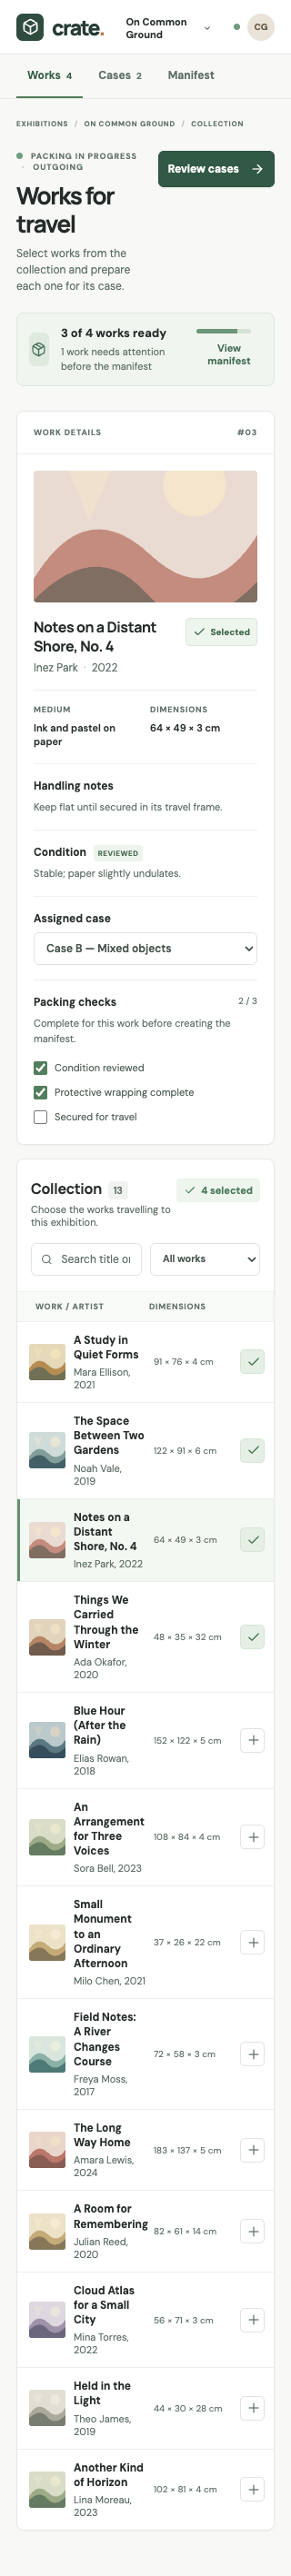 crate.
On Common
Ground
CG
Works 4
Cases 2
Manifest
EXHIBITIONS / ON COMMON GROUND / COLLECTION
PACKING IN PROGRESS
· OUTGOING
Review cases
Works for
travel
Select works from the
collection and prepare
each one for its case.
3 of 4 works ready
1 work needs attention
before the manifest
View
manifest
WORK DETAILS
#03
Notes on a Distant
Shore, No. 4
Selected
Inez Park · 2022
MEDIUM
DIMENSIONS
Ink and pastel on
paper
64 × 49 × 3 cm
Handling notes
Keep flat until secured in its travel frame.
Condition REVIEWED
Stable; paper slightly undulates.
Assigned case
Case B — Mixed objects
Packing checks
2 / 3
Complete for this work before creating the
manifest.
Condition reviewed
Protective wrapping complete
Secured for travel
Collection 13
4 selected
Choose the works travelling to
this exhibition.
Search title or
All works
WORK / ARTIST
DIMENSIONS
A Study in
Quiet Forms
Mara Ellison,
2021
91 × 76 × 4 cm
The Space
Between Two
Gardens
Noah Vale,
2019
122 × 91 × 6 cm
Notes on a
Distant
Shore, No. 4
Inez Park, 2022
64 × 49 × 3 cm
Things We
Carried
Through the
Winter
Ada Okafor,
2020
48 × 35 × 32 cm
Blue Hour
(After the
Rain)
Elias Rowan,
2018
152 × 122 × 5 cm
An
Arrangement
for Three
Voices
Sora Bell, 2023
108 × 84 × 4 cm
Small
Monument
to an
Ordinary
Afternoon
Milo Chen, 2021
37 × 26 × 22 cm
Field Notes:
A River
Changes
Course
Freya Moss,
2017
72 × 58 × 3 cm
The Long
Way Home
Amara Lewis,
2024
183 × 137 × 5 cm
A Room for
Remembering
Julian Reed,
2020
82 × 61 × 14 cm
Cloud Atlas
for a Small
City
Mina Torres,
2022
56 × 71 × 3 cm
Held in the
Light
Theo James,
2019
44 × 30 × 28 cm
Another Kind
of Horizon
Lina Moreau,
2023
102 × 81 × 4 cm